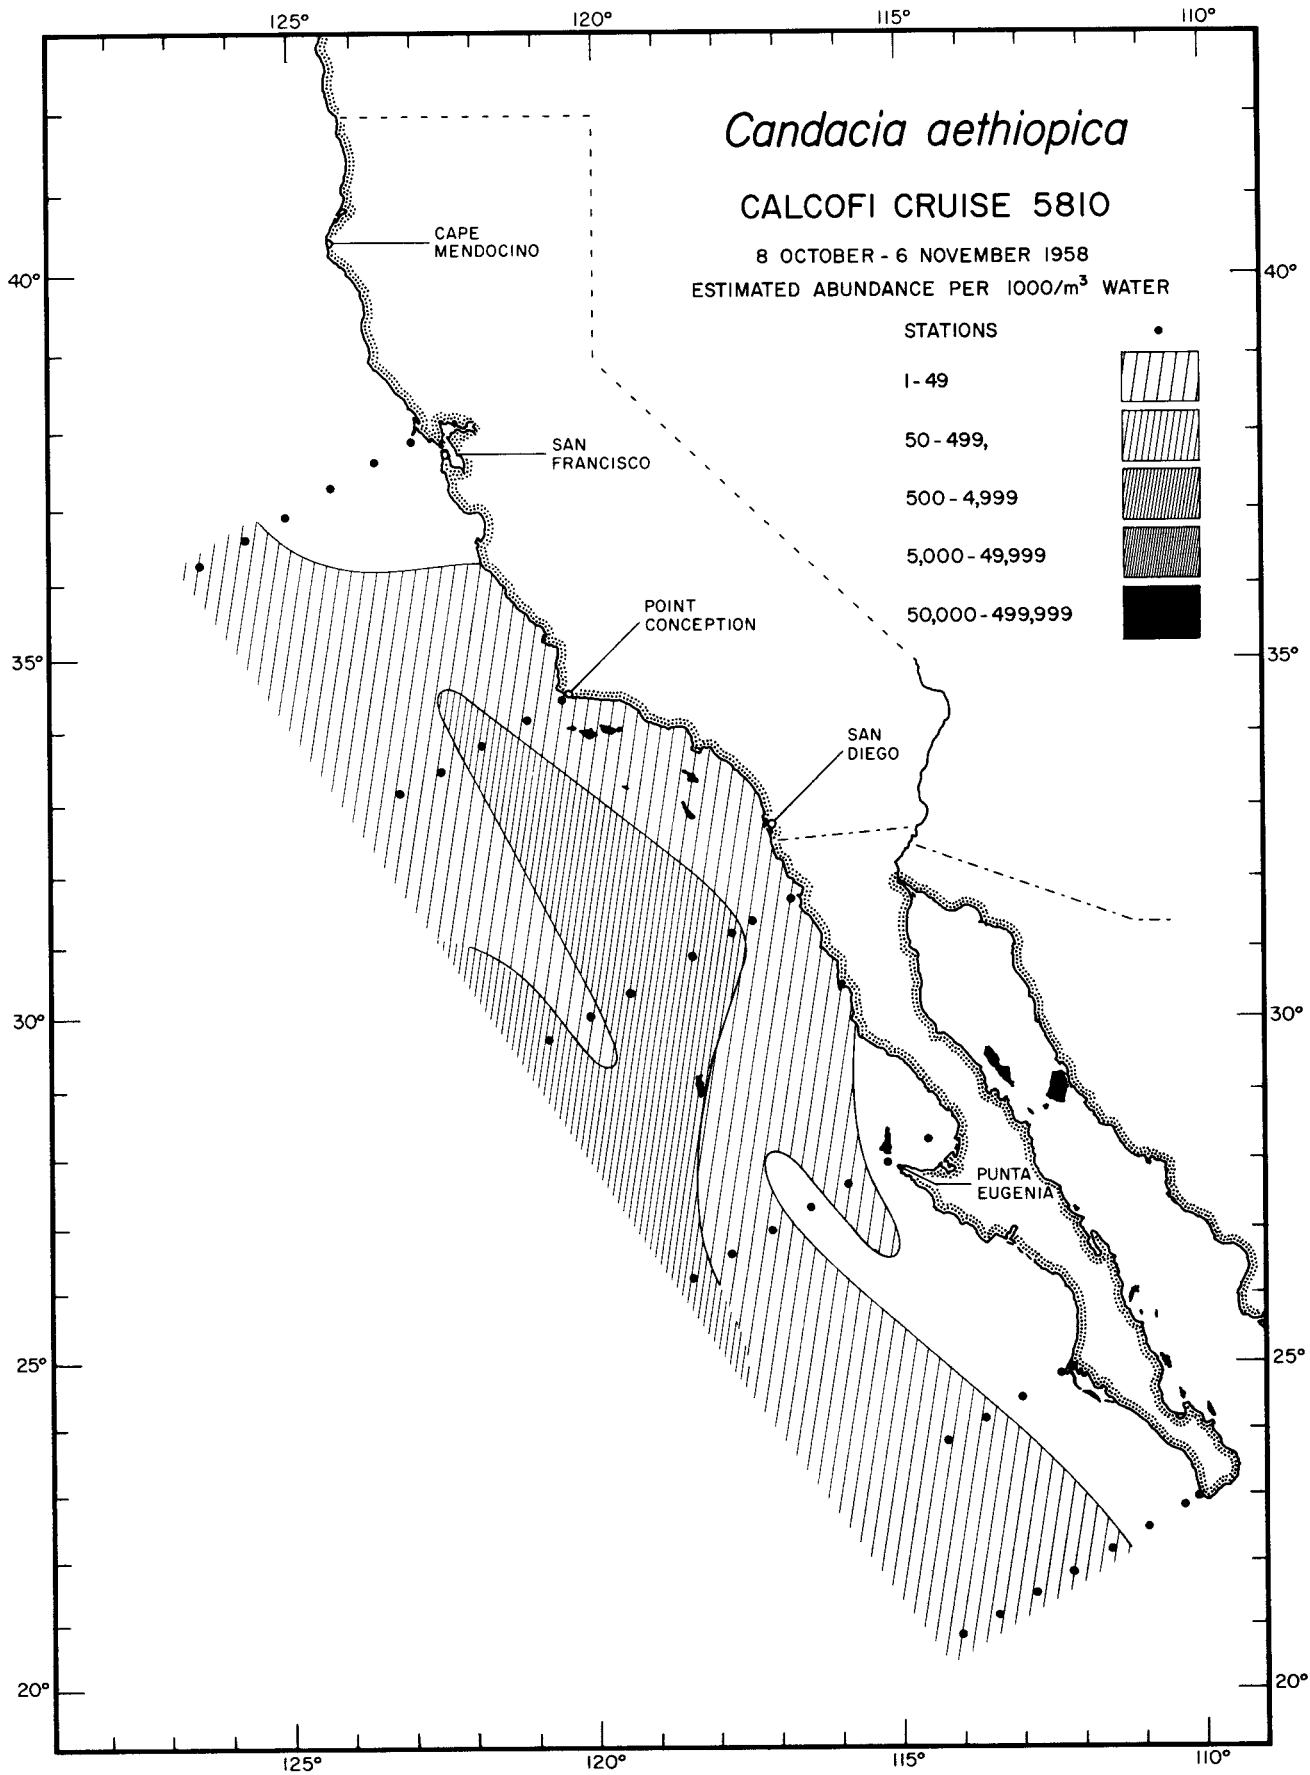 125°
120°
115°
110°
Candacia aethiopica
CALCOFI CRUISE 5810
8 OCTOBER - 6 NOVEMBER 1958
ESTIMATED ABUNDANCE PER 1000/m³ WATER
STATIONS
1-49
50-499,
500-4,999
5,000-49,999
50,000-499,999
CAPE
MENDOCINO
40°
40°
SAN
FRANCISCO
POINT
CONCEPTION
35°
35°
SAN
DIEGO
30°
30°
PUNTA
EUGENIA
25°
25°
20°
20°
125°
120°
115°
110°